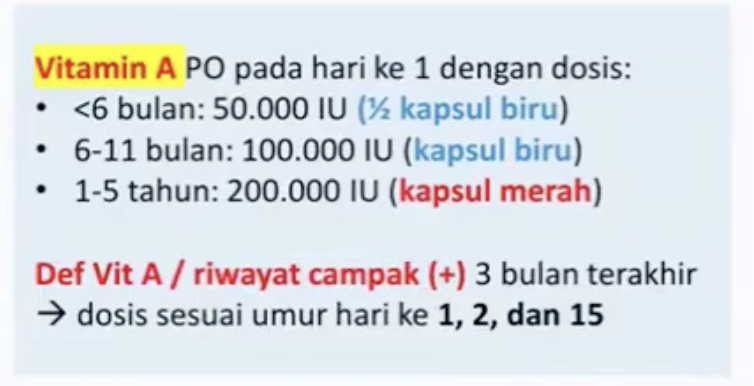 Vitamin A PO pada hari ke 1 dengan dosis:
• <6 bulan: 50.000 IU (½ kapsul biru)
• 6-11 bulan: 100.000 IU (kapsul biru)
• 1-5 tahun: 200.000 IU (kapsul merah)
Def Vit A / riwayat campak (+) 3 bulan terakhir
→ dosis sesuai umur hari ke 1, 2, dan 15